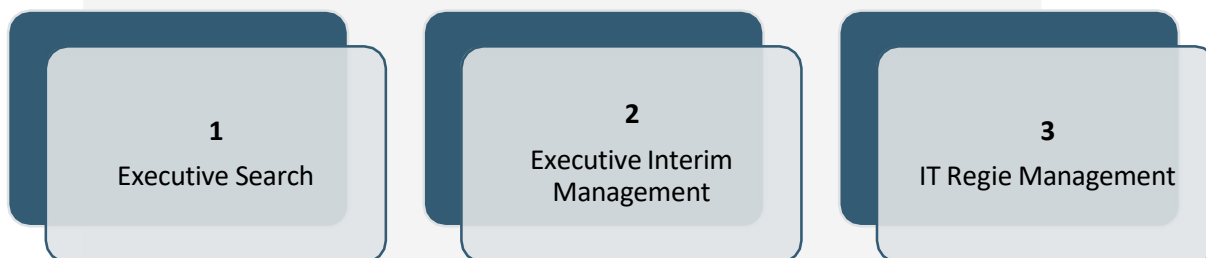 1
Executive Search
2
Executive Interim
Management
3
IT Regie Management